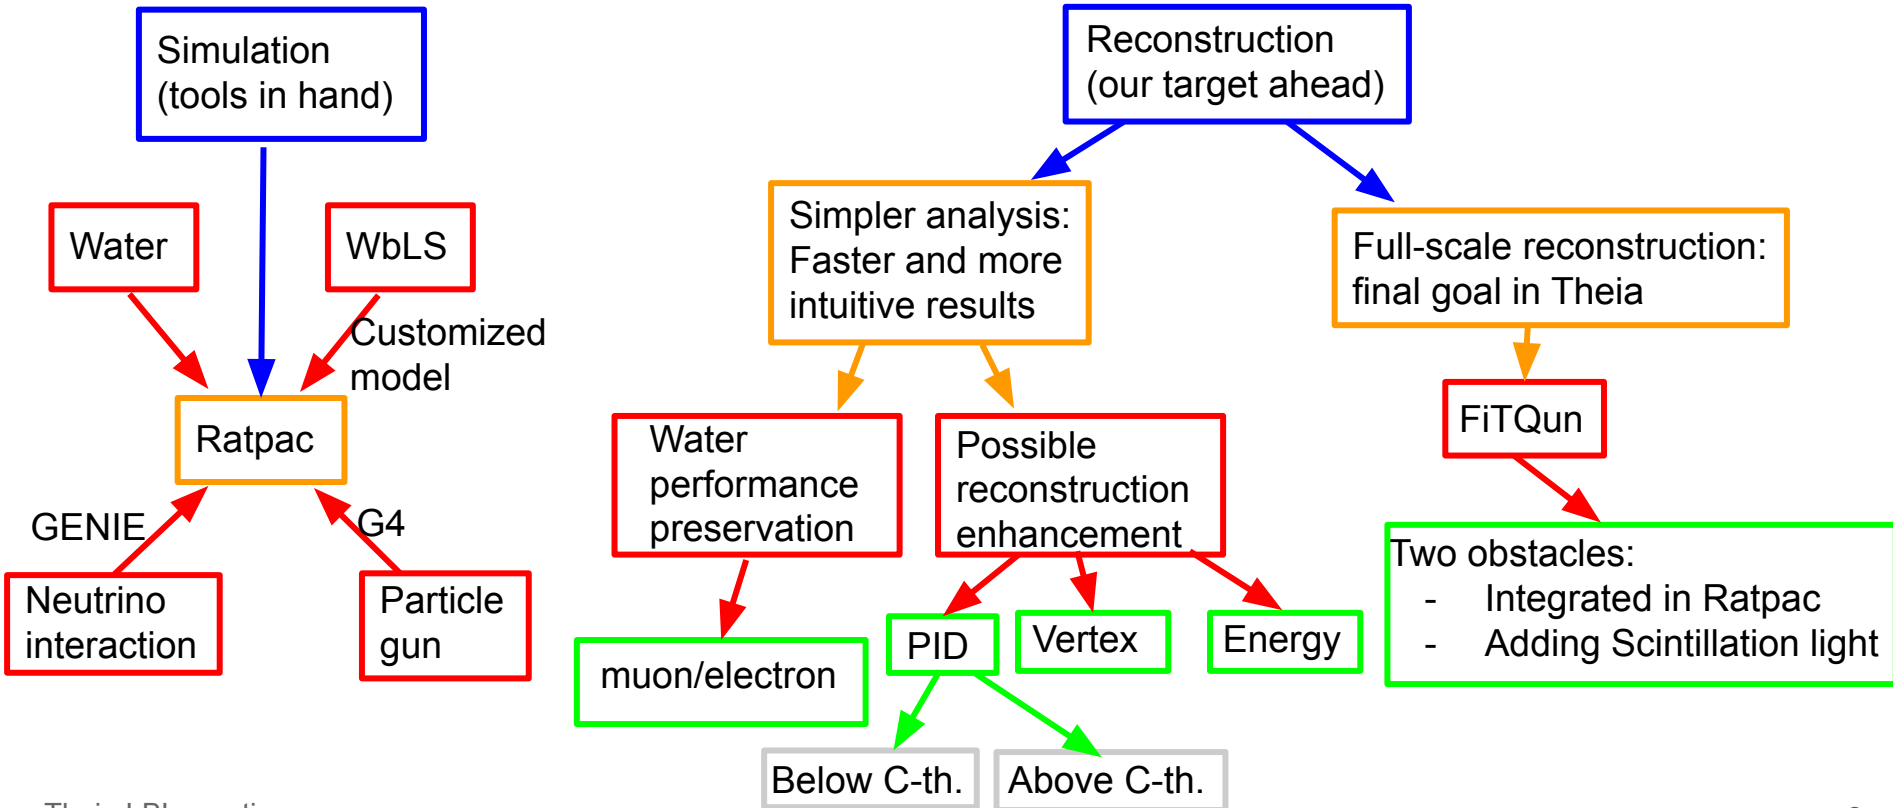 Simulation
(tools in hand)
Water
WbLS
Customized
model
Ratpac
GENIE
G4
Neutrino
interaction
Particle
gun
Reconstruction
(our target ahead)
Simpler analysis:
Faster and more
intuitive results
Full-scale reconstruction:
final goal in Theia
Water
performance
preservation
Possible
reconstruction
enhancement
FiTQun
muon/electron
PID
Vertex
Energy
Two obstacles:
- Integrated in Ratpac
- Adding Scintillation light
Below C-th.
Above C-th.